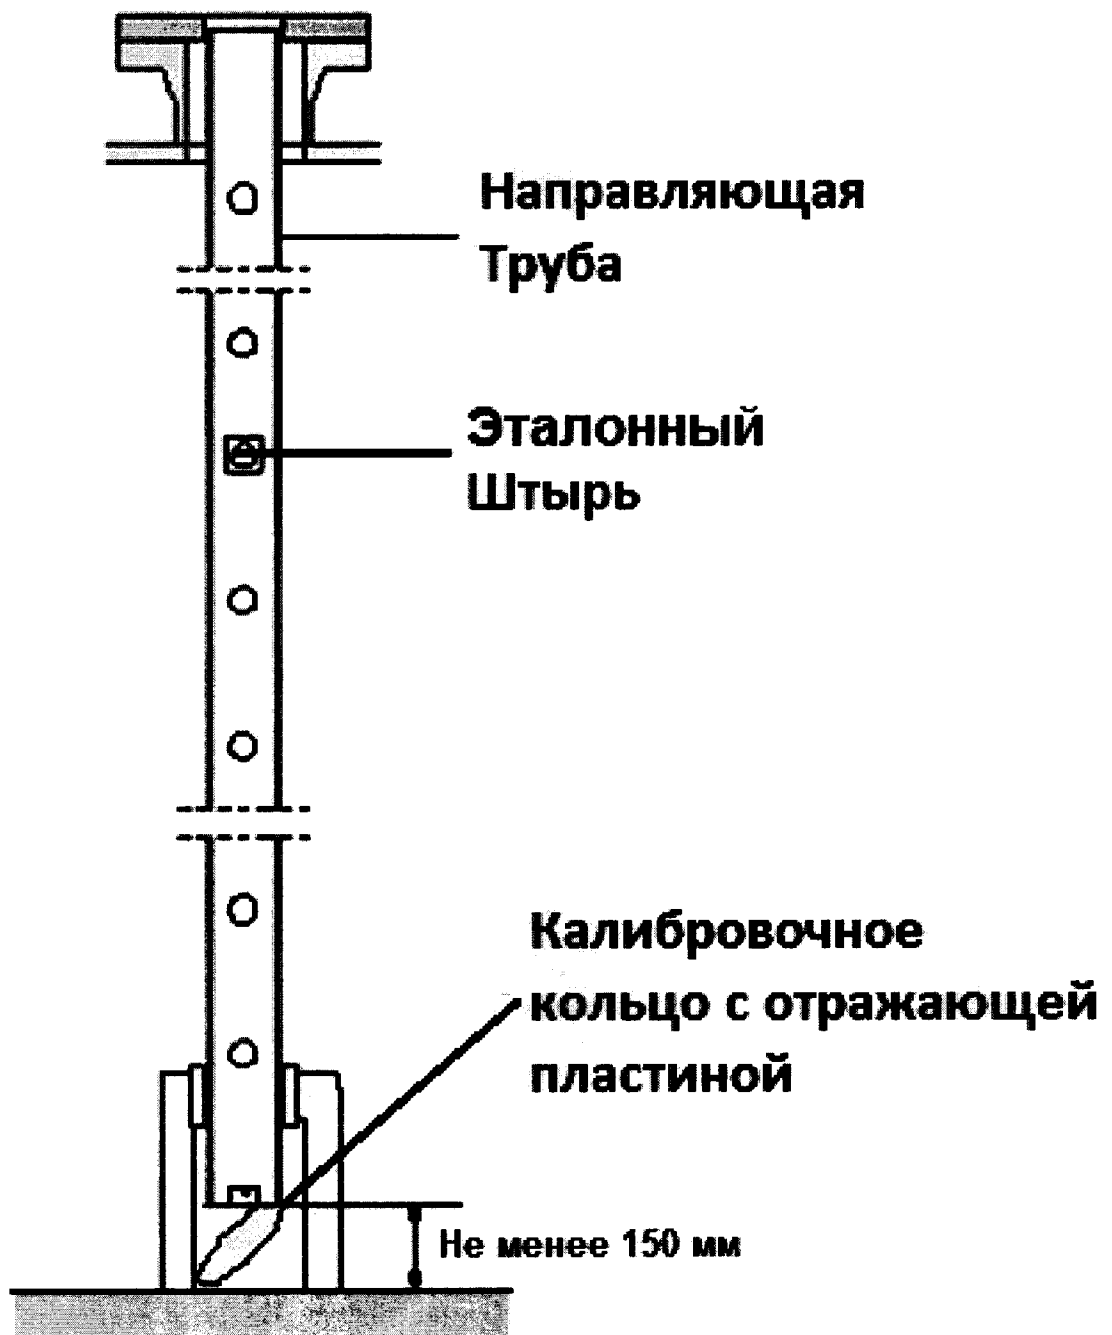 Направляющая
Труба
Эталонный
Штырь
Калибровочное
кольцо с отражающей
пластиной
Не менее 150 мм